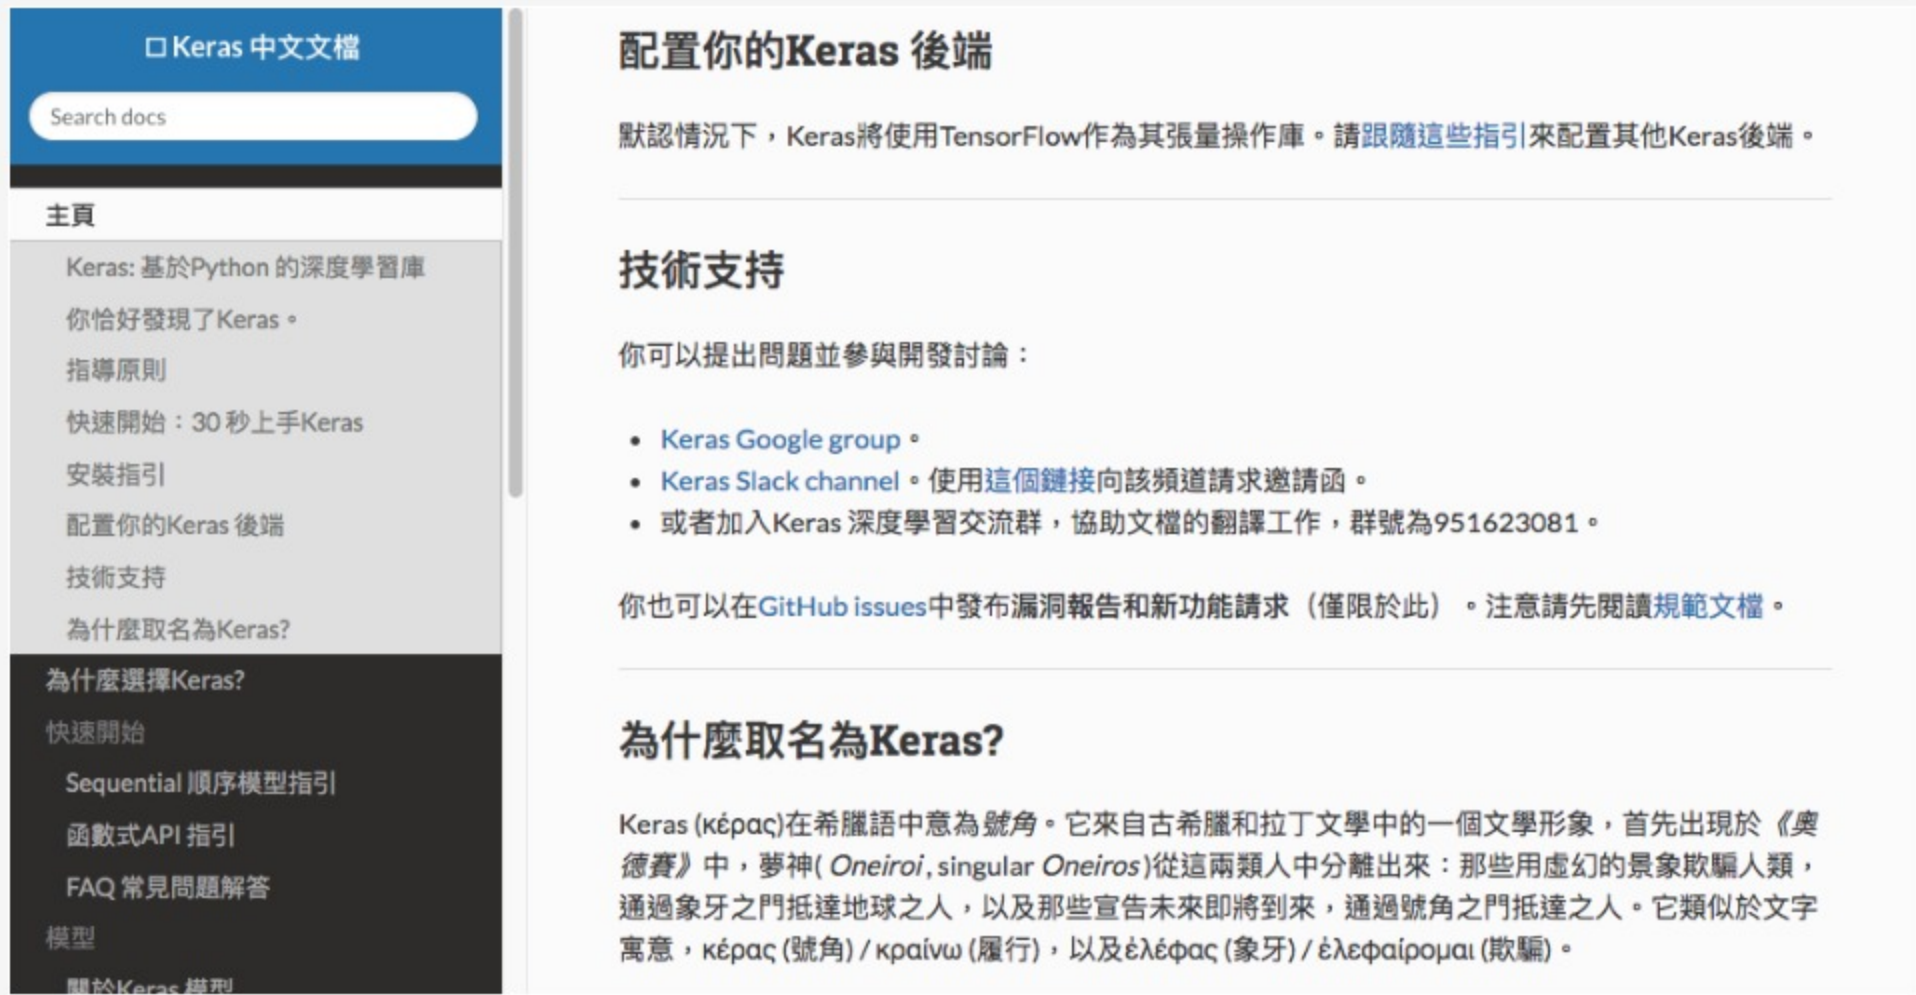 □ Keras 中文文檔
Search docs
主頁
Keras: 基於Python 的深度學習庫
你恰好發現了Keras。
指導原則
快速開始：30 秒上手Keras
安裝指引
配置你的Keras 後端
技術支持
為什麼取名為Keras?
為什麼選擇Keras?
快速開始
Sequential 順序模型指引
函數式API 指引
FAQ 常見問題解答
模型
關於Keras 模型
配置你的Keras 後端
默認情況下，Keras將使用TensorFlow作為其張量操作庫。請跟隨這些指引來配置其他Keras後端。
技術支持
你可以提出問題並參與開發討論：
• Keras Google group。
• Keras Slack channel。使用這個鏈接向該頻道請求邀請函。
• 或者加入Keras 深度學習交流群，協助文檔的翻譯工作，群號為951623081。
你也可以在GitHub issues中發布漏洞報告和新功能請求（僅限於此）。注意請先閱讀規範文檔。
為什麼取名為Keras?
Keras (κέρας)在希臘語中意為號角。它來自古希臘和拉丁文學中的一個文學形象，首先出現於《奧
德賽》中，夢神( Oneiroi, singular Oneiros)從這兩類人中分離出來：那些用虛幻的景象欺騙人類，
通過象牙之門抵達地球之人，以及那些宣告未來即將到來，通過號角之門抵達之人。它類似於文字
寓意，κέρας (號角) / κραίνω (履行)，以及ἐλέφας (象牙) / ἐλεφαίρομαι (欺騙)。